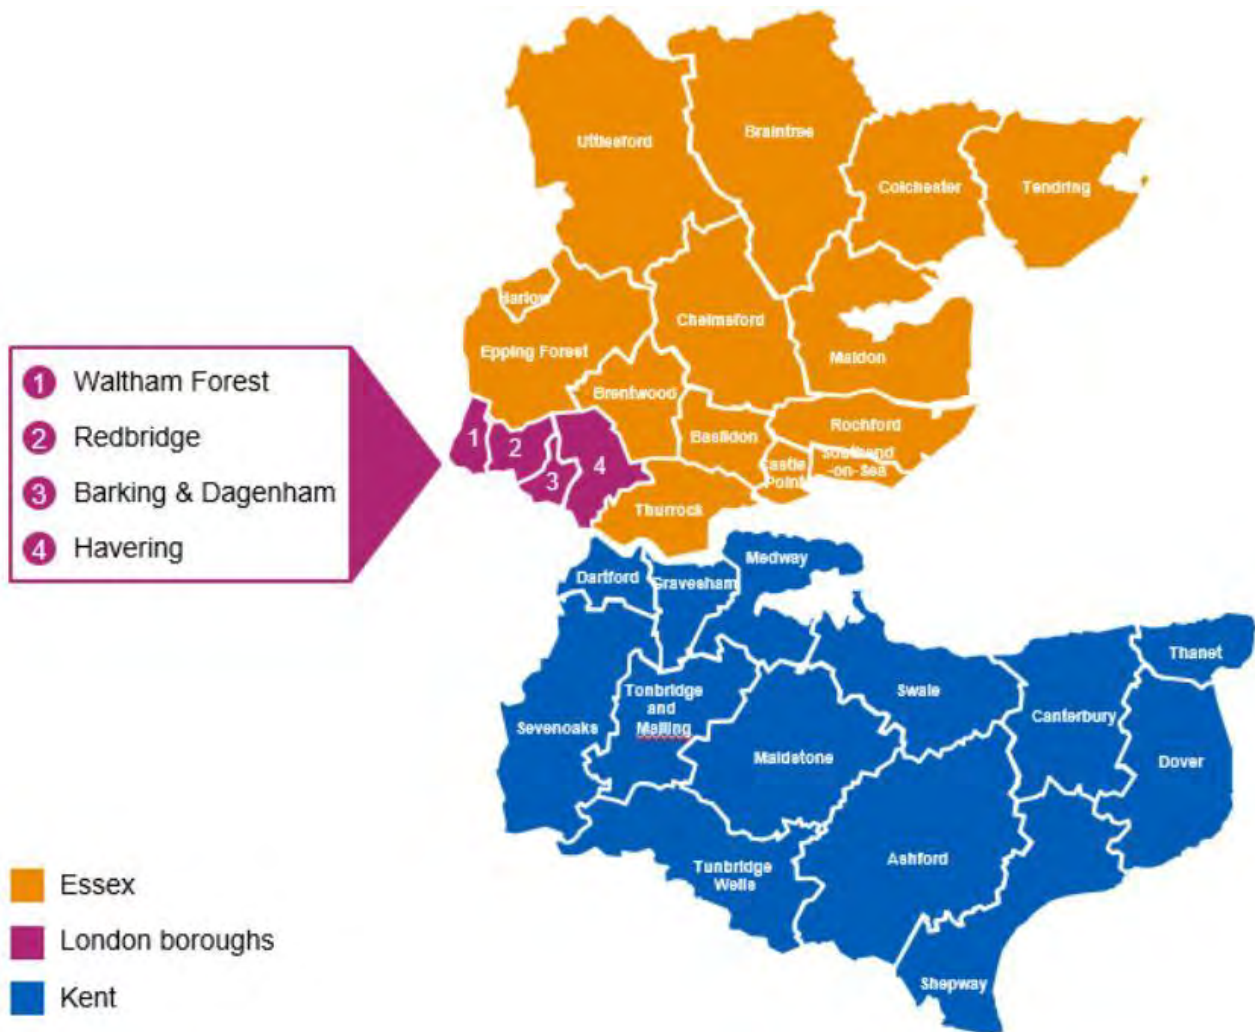 Uttlesford
Braintree
Colchester
Tendring
Harlow
Chelmsford
Epping Forest
Maldon
Brentwood
Rochford
Basildon
Southend
-on-Sea
Castle
Point
Thurrock
1
2
3
4
1 Waltham Forest
2 Redbridge
3 Barking & Dagenham
4 Havering
Medway
Dartford
Gravesham
Thanet
Swale
Tonbridge
and
Malling
Canterbury
Sevenoaks
Maidstone
Dover
Ashford
Tunbridge
Wells
Shepway
Essex
London boroughs
Kent